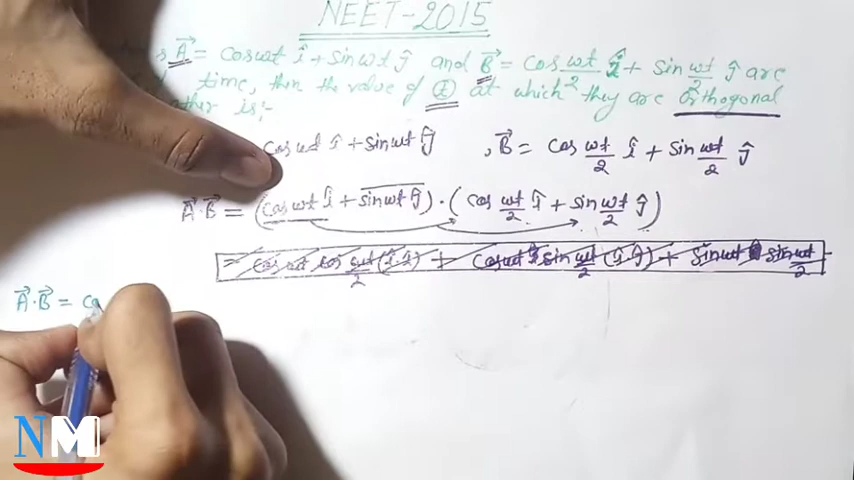 NEET-2015
A⃗ = cosωt î + sinωt ĵ and B⃗ = cos ωt/2 î + sin ωt/2 ĵ are
time, then the value of (t) at which they are orthogonal
other is:-
cosωt î + sinωt ĵ , B⃗ = cos ωt/2 î + sin ωt/2 ĵ
A⃗·B⃗ = (cosωt î + sinωt ĵ)·(cos ωt/2 î + sin ωt/2 ĵ)
A⃗·B⃗ = co
NM